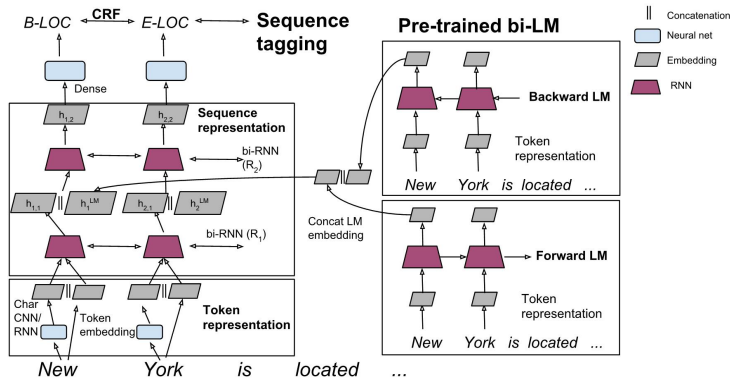 B-LOC CRF E-LOC
Sequence
tagging
Dense
h1,2 h2,2
Sequence
representation
bi-RNN
(R2)
h1,1 || h1LM h2,1 || h2LM
bi-RNN (R1)
|| ||
Char
CNN/
RNN
Token
embedding
Token
representation
New York is located ...
||
Concat LM
embedding
Pre-trained bi-LM
Backward LM
Token
representation
New York is located ...
Forward LM
Token
representation
New York is located ...
|| Concatenation
Neural net
Embedding
RNN